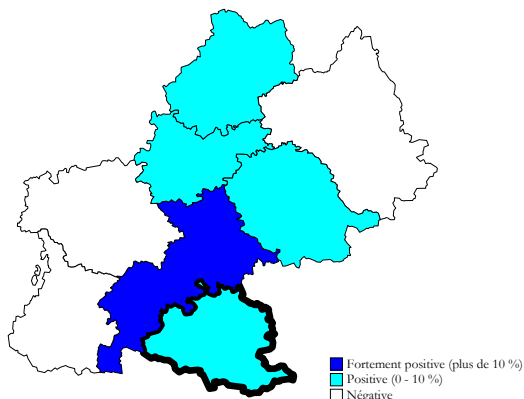 Fortement positive (plus de 10 %)
Positive (0 - 10 %)
Négative